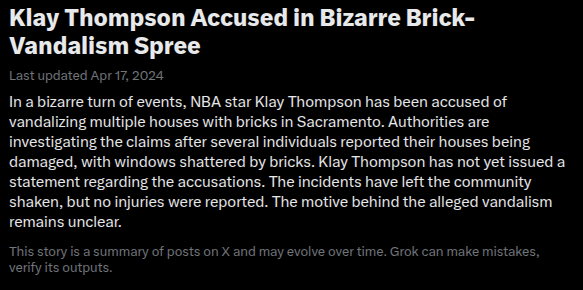 Klay Thompson Accused in Bizarre Brick-
Vandalism Spree
Last updated Apr 17, 2024
In a bizarre turn of events, NBA star Klay Thompson has been accused of
vandalizing multiple houses with bricks in Sacramento. Authorities are
investigating the claims after several individuals reported their houses being
damaged, with windows shattered by bricks. Klay Thompson has not yet issued a
statement regarding the accusations. The incidents have left the community
shaken, but no injuries were reported. The motive behind the alleged vandalism
remains unclear.
This story is a summary of posts on X and may evolve over time. Grok can make mistakes,
verify its outputs.